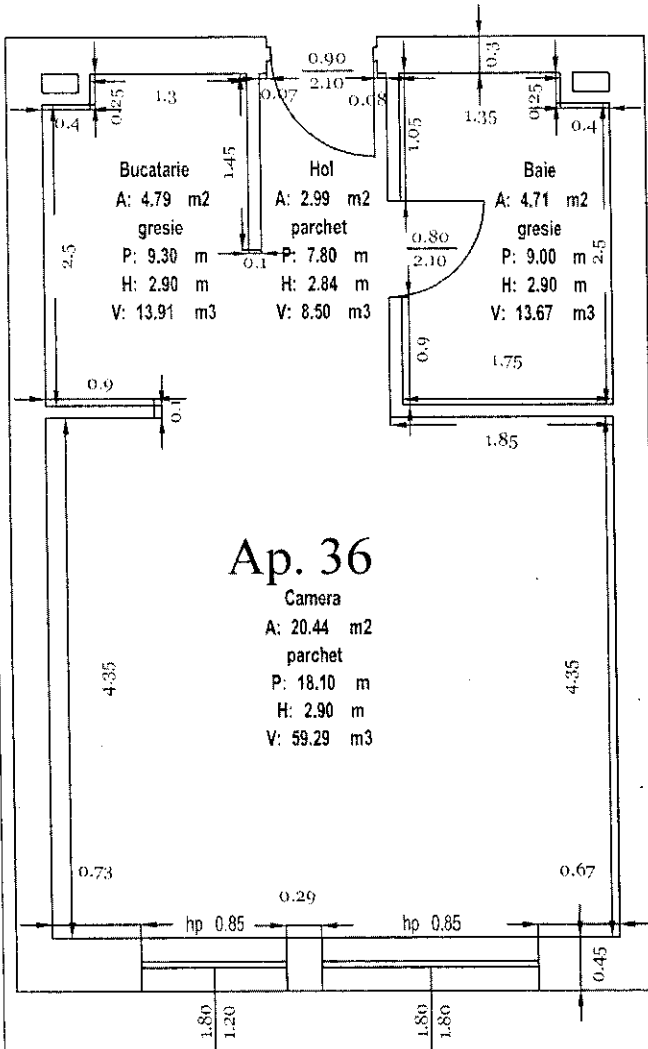 0.90
2.10
0.3
1.3
0.25
0.4
0.07
0.08
1.35
0.25
0.4
1.45
1.05
Bucatarie
A: 4.79 m2
gresie
P: 9.30 m
H: 2.90 m
V: 13.91 m3
Hol
A: 2.99 m2
parchet
P: 7.80 m
H: 2.84 m
V: 8.50 m3
Baie
A: 4.71 m2
gresie
P: 9.00 m
H: 2.90 m
V: 13.67 m3
2.5
0.1
0.80
2.10
2.5
0.9
0.1
0.9
1.75
1.85
Ap. 36
Camera
A: 20.44 m2
parchet
P: 18.10 m
H: 2.90 m
V: 59.29 m3
4.35
4.35
0.73
0.29
0.67
hp 0.85
hp 0.85
0.45
1.80
1.20
1.80
1.80